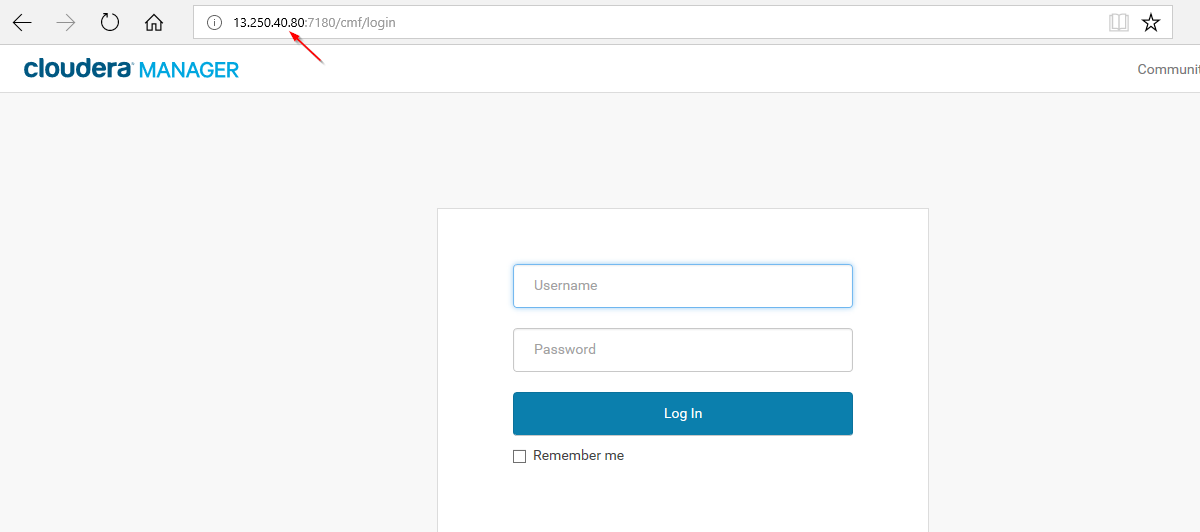 13.250.40.80:7180/cmf/login
cloudera MANAGER
Communit
Username
Password
Log In
Remember me